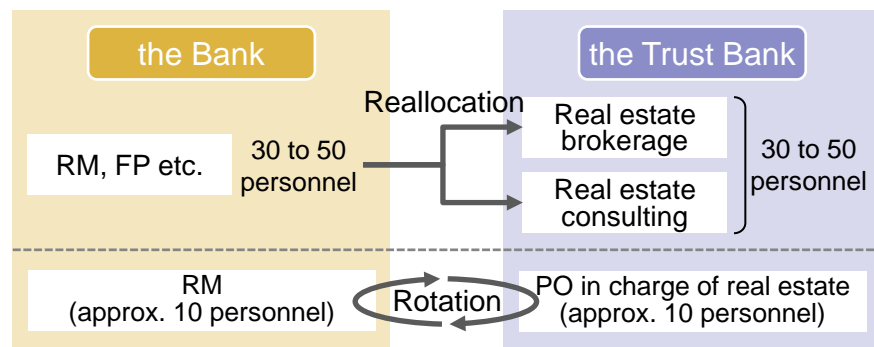 the Bank
the Trust Bank
Reallocation
RM, FP etc.
30 to 50
personnel
Real estate
brokerage
Real estate
consulting
30 to 50
personnel
RM
(approx. 10 personnel)
Rotation
PO in charge of real estate
(approx. 10 personnel)